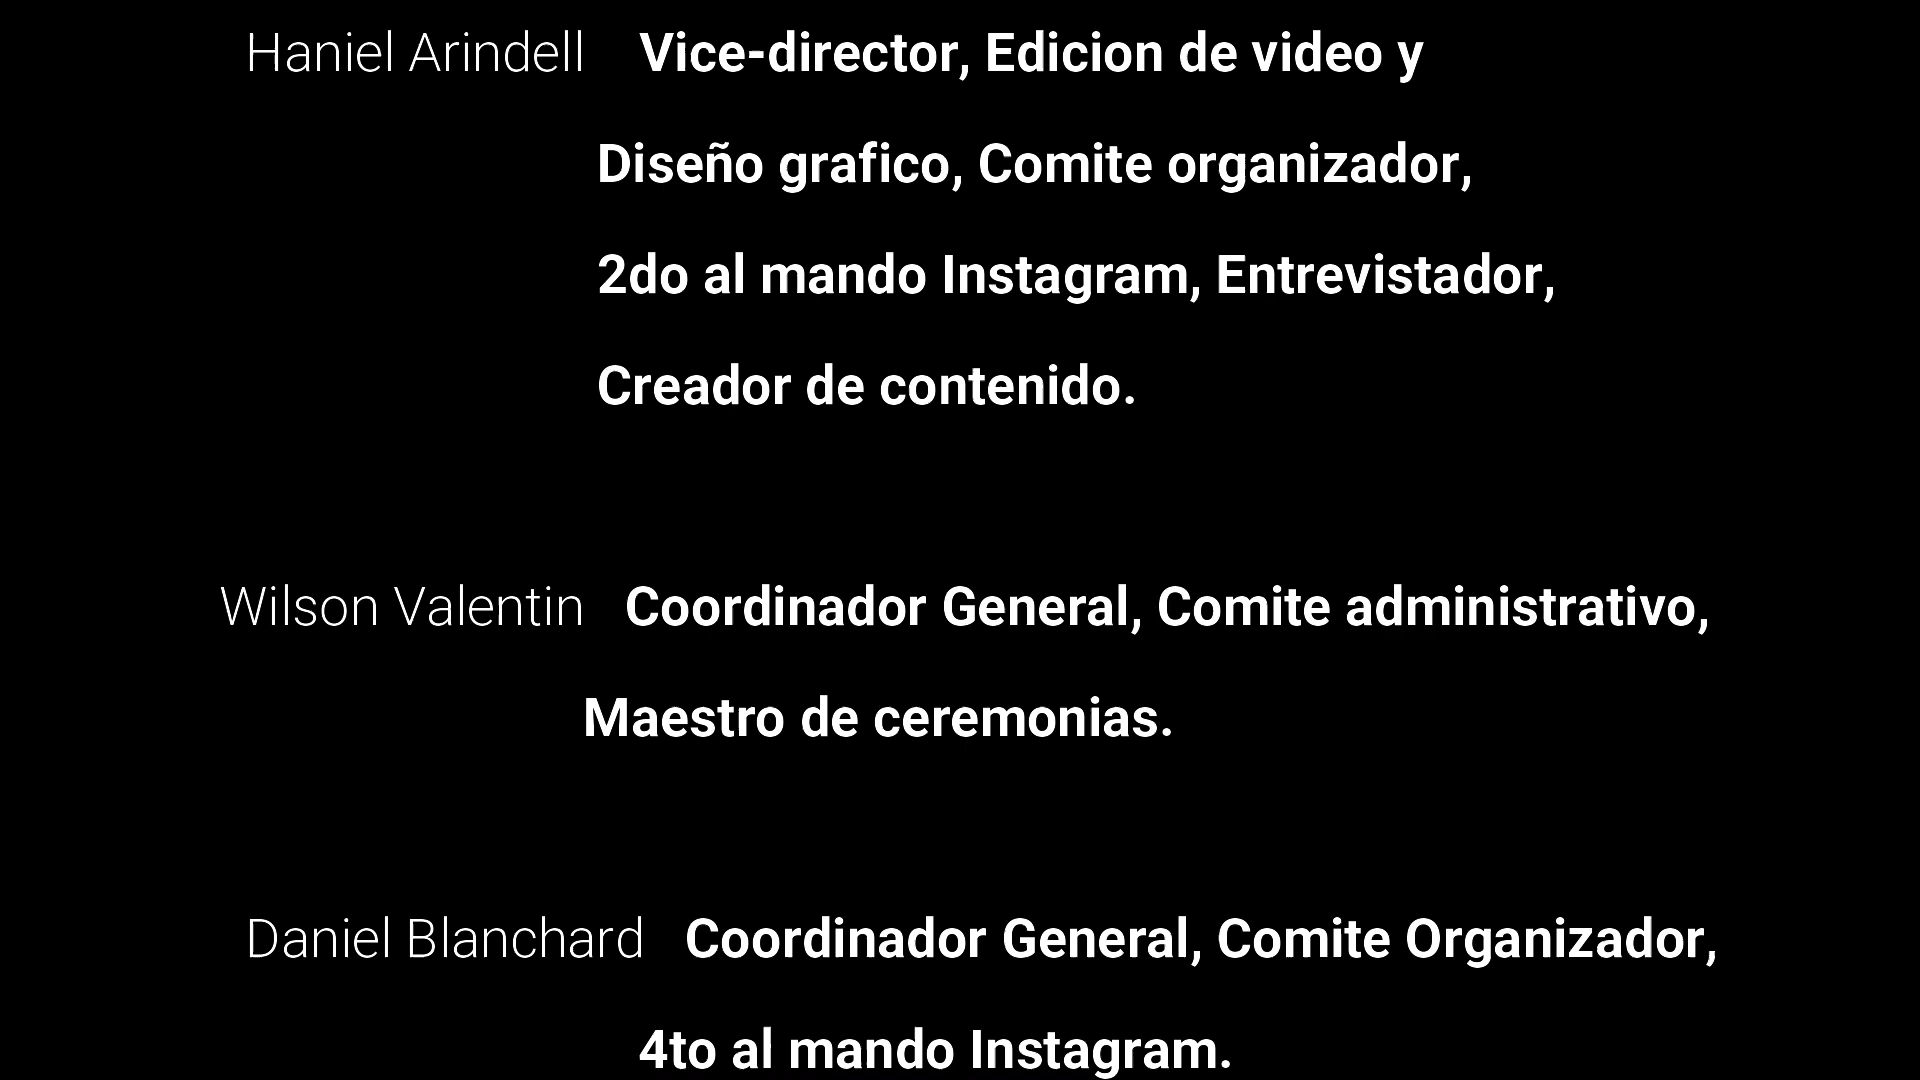 Haniel Arindell Vice-director, Edicion de video y
Diseño grafico, Comite organizador,
2do al mando Instagram, Entrevistador,
Creador de contenido.
Wilson Valentin Coordinador General, Comite administrativo,
Maestro de ceremonias.
Daniel Blanchard Coordinador General, Comite Organizador,
4to al mando Instagram.